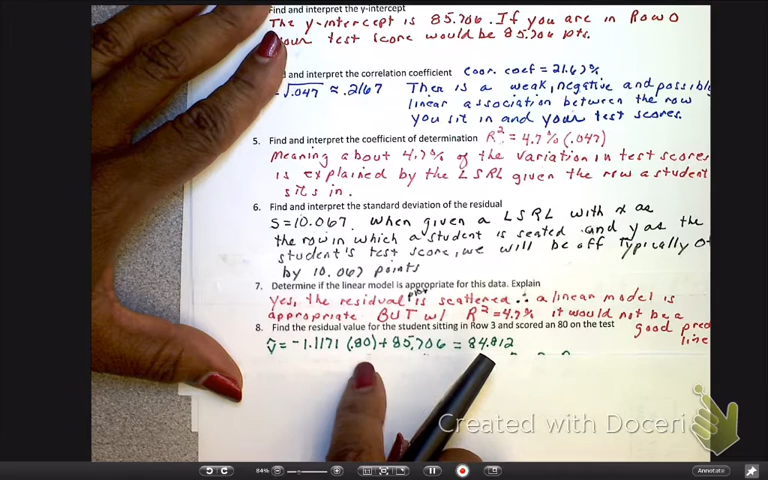 Find and interpret the y-intercept
The y-intercept is 85.706. If you are in Row 0
your test score would be 85.706 pts.
and interpret the correlation coefficient Coor. coef = 21.67%
√.047 ≈ .2167 There is a weak, negative and possibl
linear association between the row
you sit in and your test scores.
5. Find and interpret the coefficient of determination R² = 4.7% (.047)
Meaning about 4.7% of the variation in test scores
is explained by the LSRL given the row a student
sits in.
6. Find and interpret the standard deviation of the residual
S=10.067. When given a LSRL with x as
the row in which a student is seated and y as the
student's test score, we will be off typically
by 10.067 points
7. Determine if the linear model is appropriate for this data. Explain
plot
Yes, the residual is scattered ∴ a linear model is
appropriate. BUT w/ R² = 4.7% it would not be a
good pred
line
8. Find the residual value for the student sitting in Row 3 and scored an 80 on the test
ŷ = -1.1171 (.80) + 85.706 = 84.812
Created with Doceri
84%
Annotate